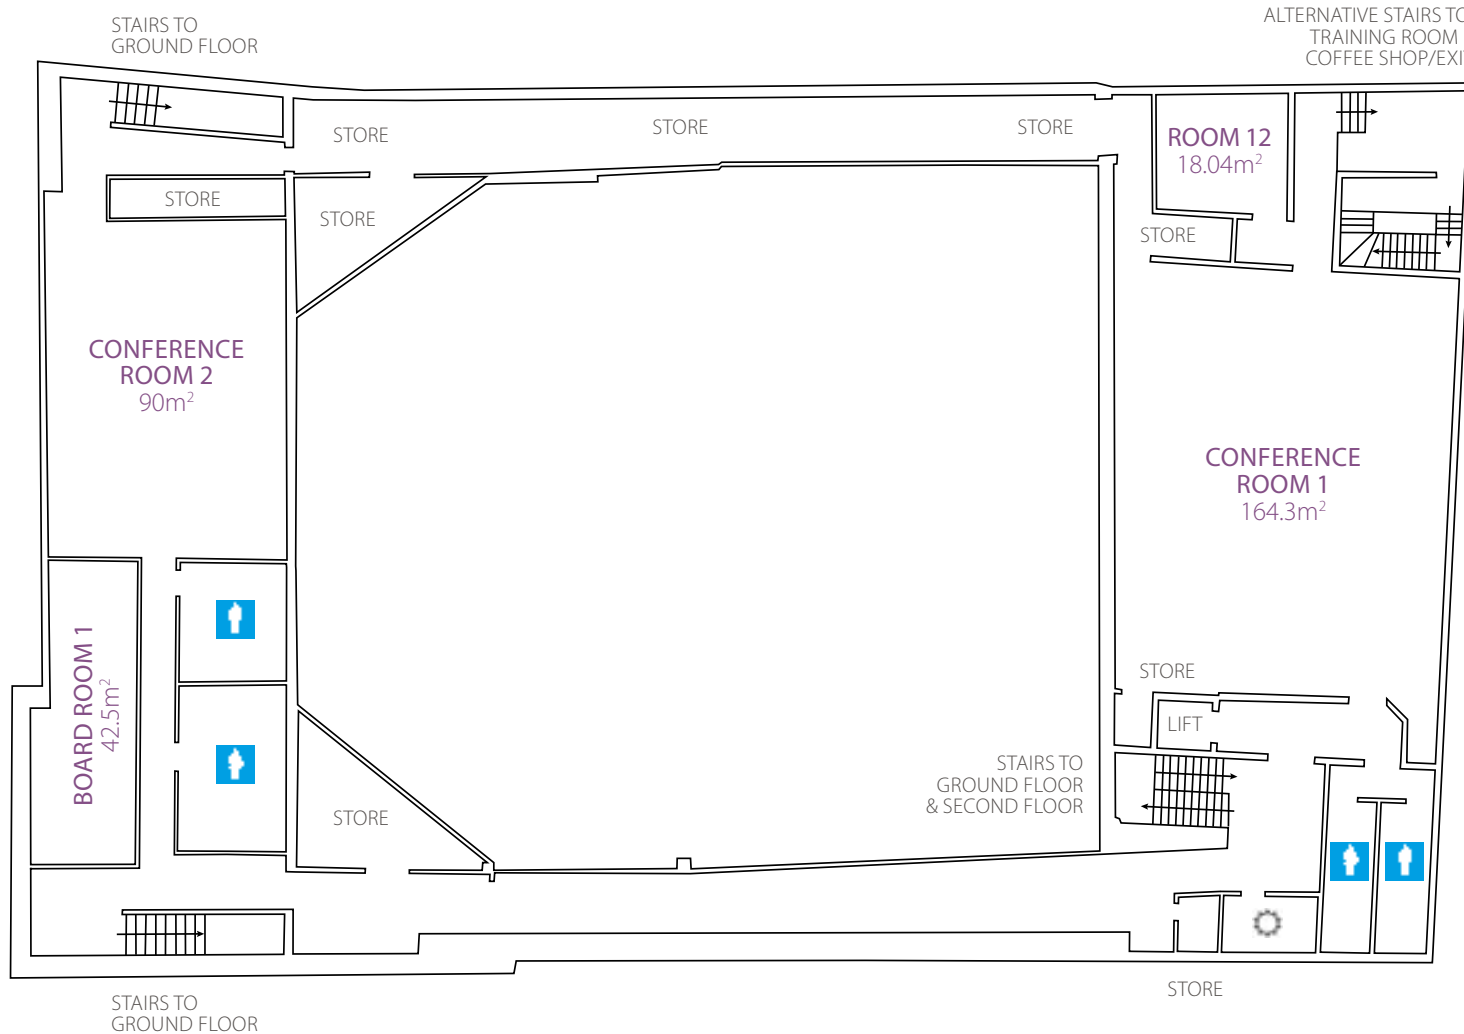 STAIRS TO
GROUND FLOOR
ALTERNATIVE STAIRS TO
TRAINING ROOM
COFFEE SHOP/EXIT
STORE
STORE
STORE
ROOM 12
18.04m²
STORE
STORE
STORE
CONFERENCE
ROOM 2
90m²
CONFERENCE
ROOM 1
164.3m²
BOARD ROOM 1
42.5m²
STORE
LIFT
STAIRS TO
GROUND FLOOR
& SECOND FLOOR
STORE
STORE
STAIRS TO
GROUND FLOOR